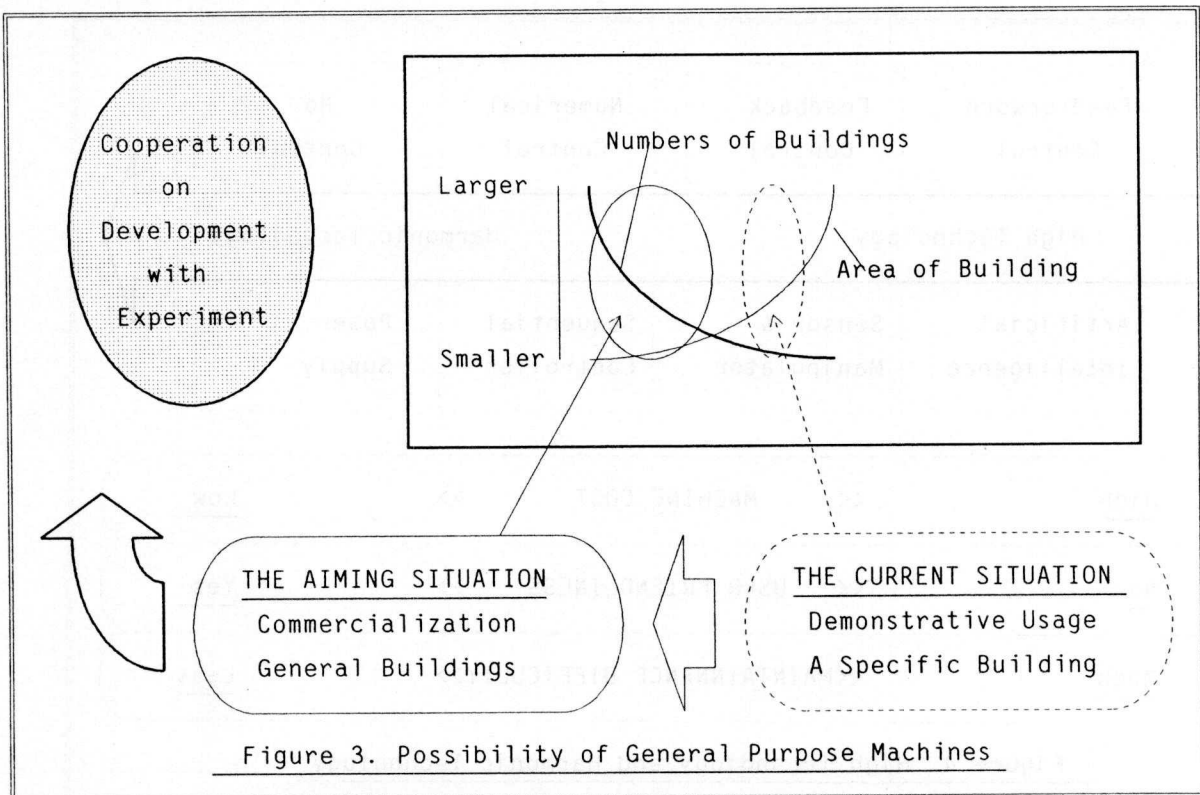 Cooperation
on
Development
with
Experiment
Numbers of Buildings
Larger
Area of Building
Smaller
THE AIMING SITUATION
Commercialization
General Buildings
THE CURRENT SITUATION
Demonstrative Usage
A Specific Building
Figure 3. Possibility of General Purpose Machines